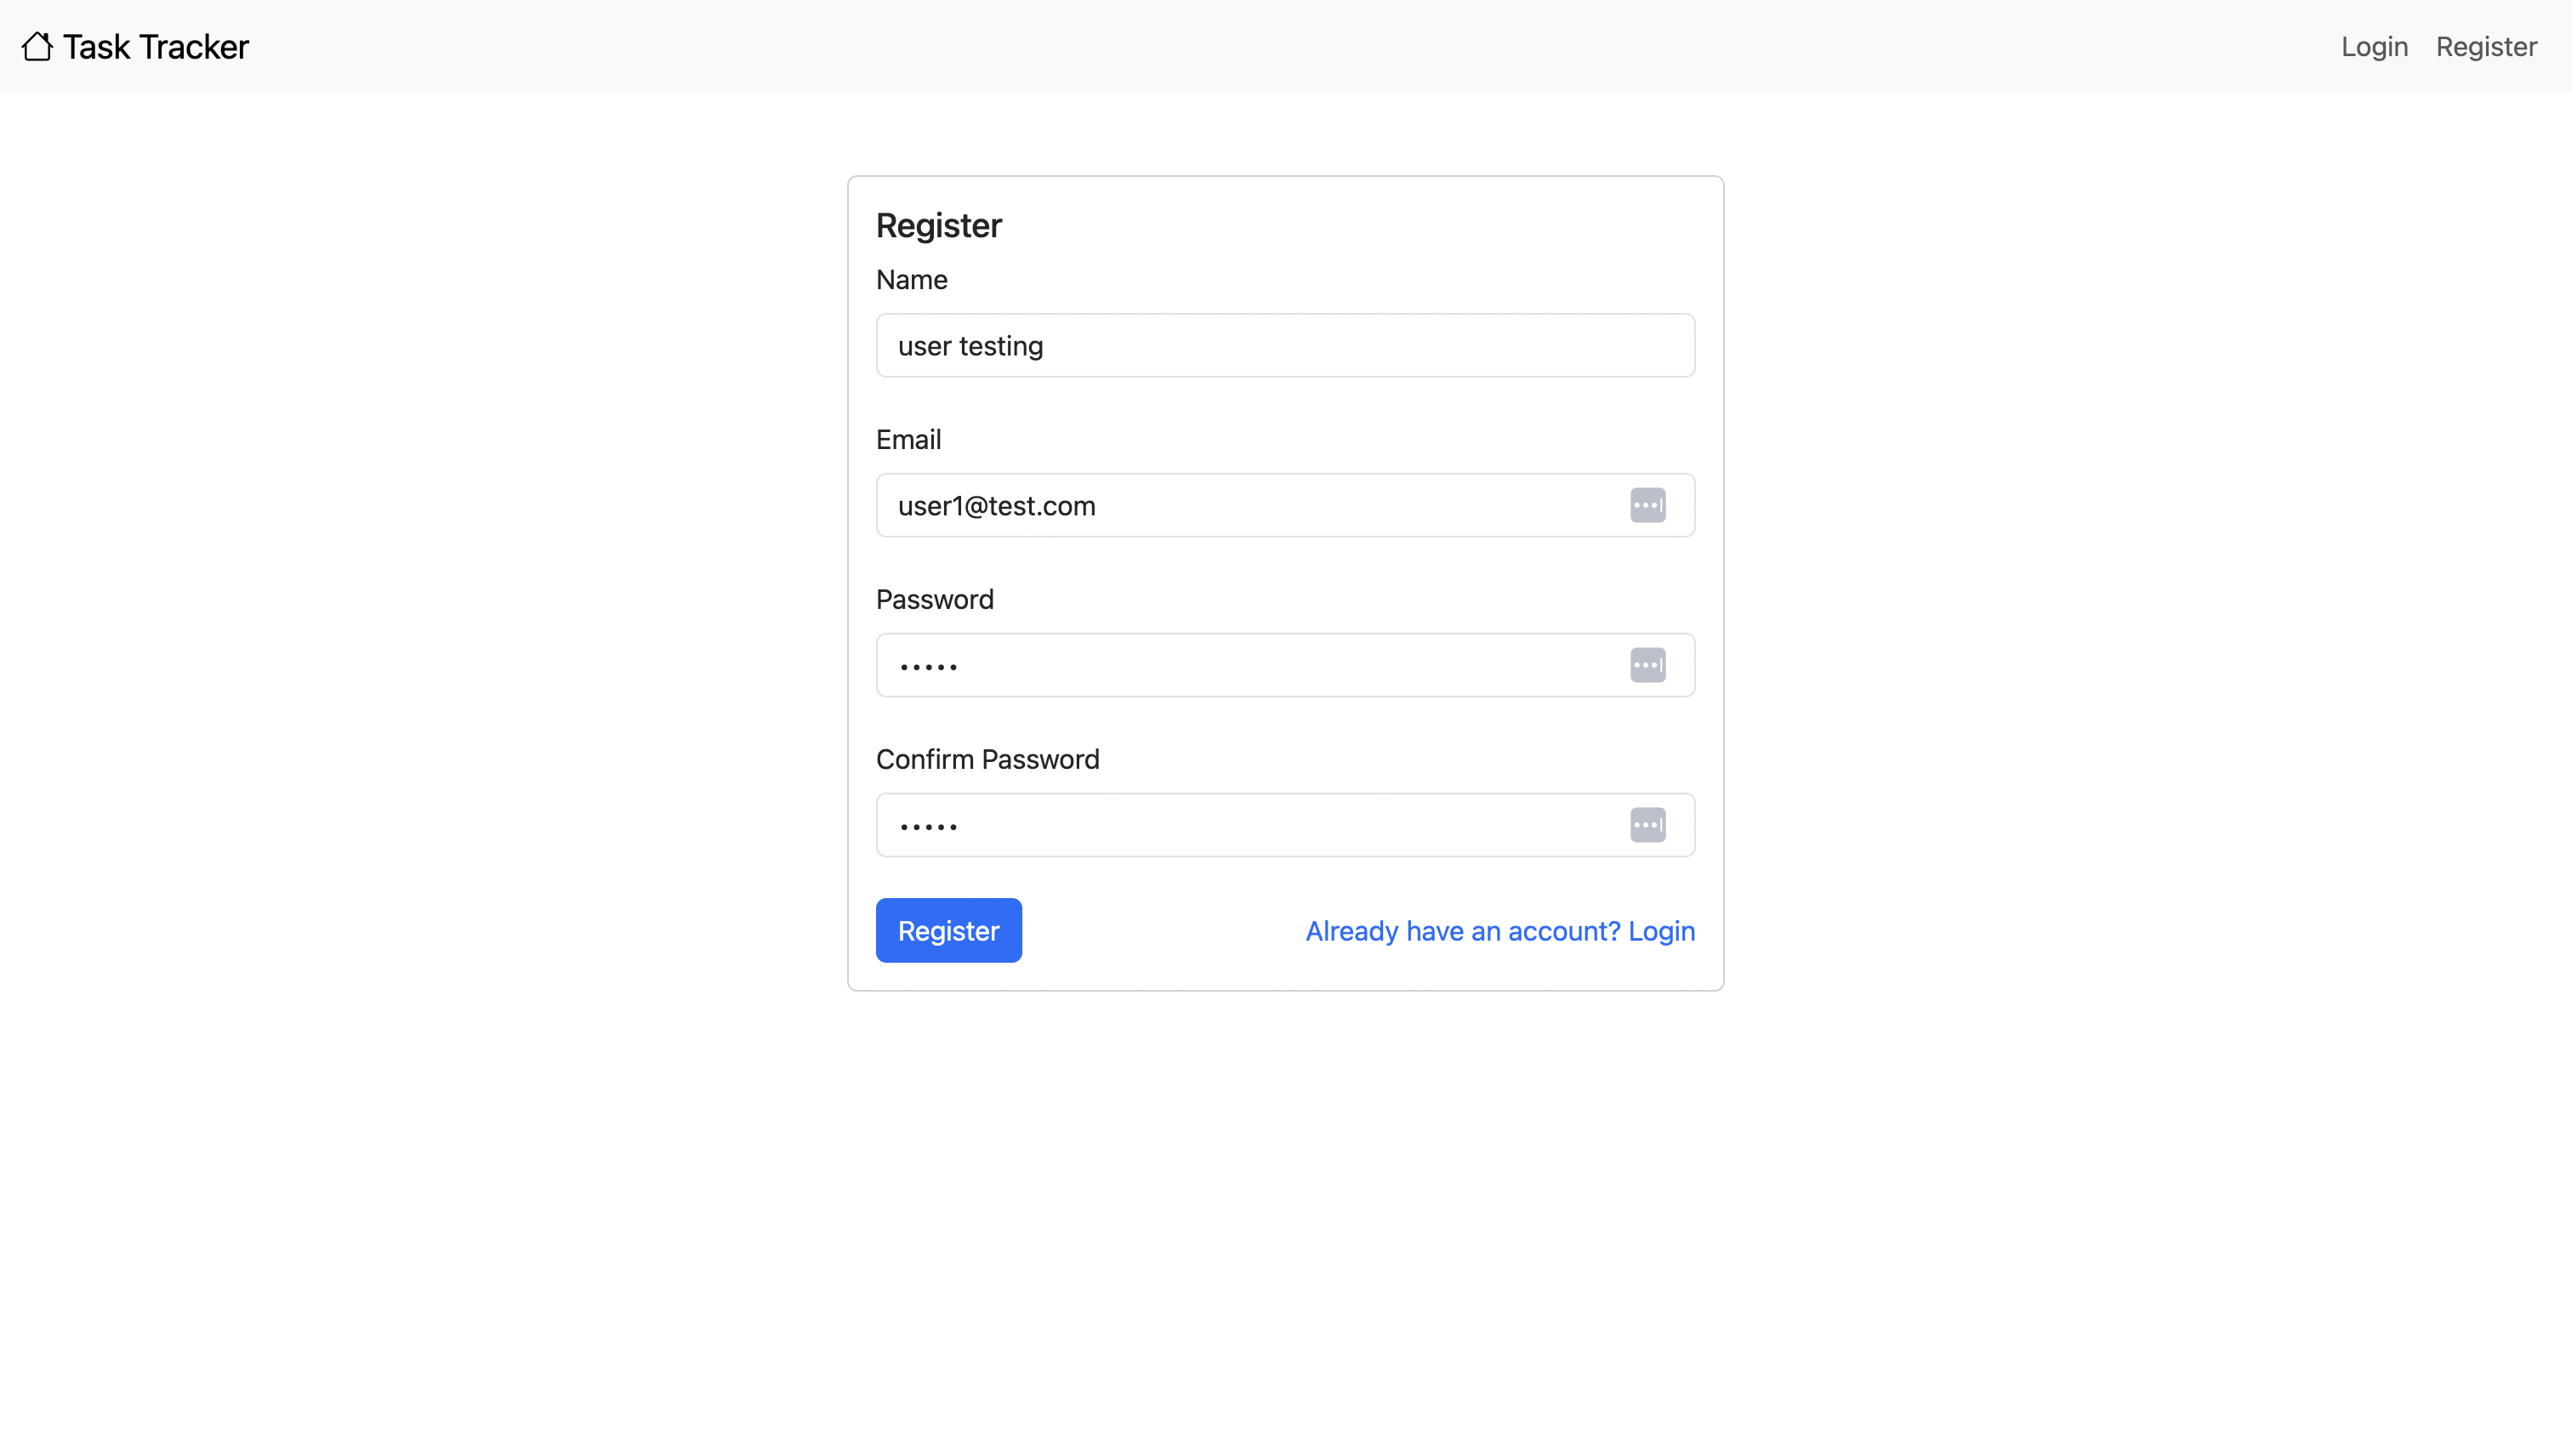 Task Tracker
Login
Register
Register
Name
user testing
Email
user1@test.com
Password
•••••
Confirm Password
•••••
Register
Already have an account? Login